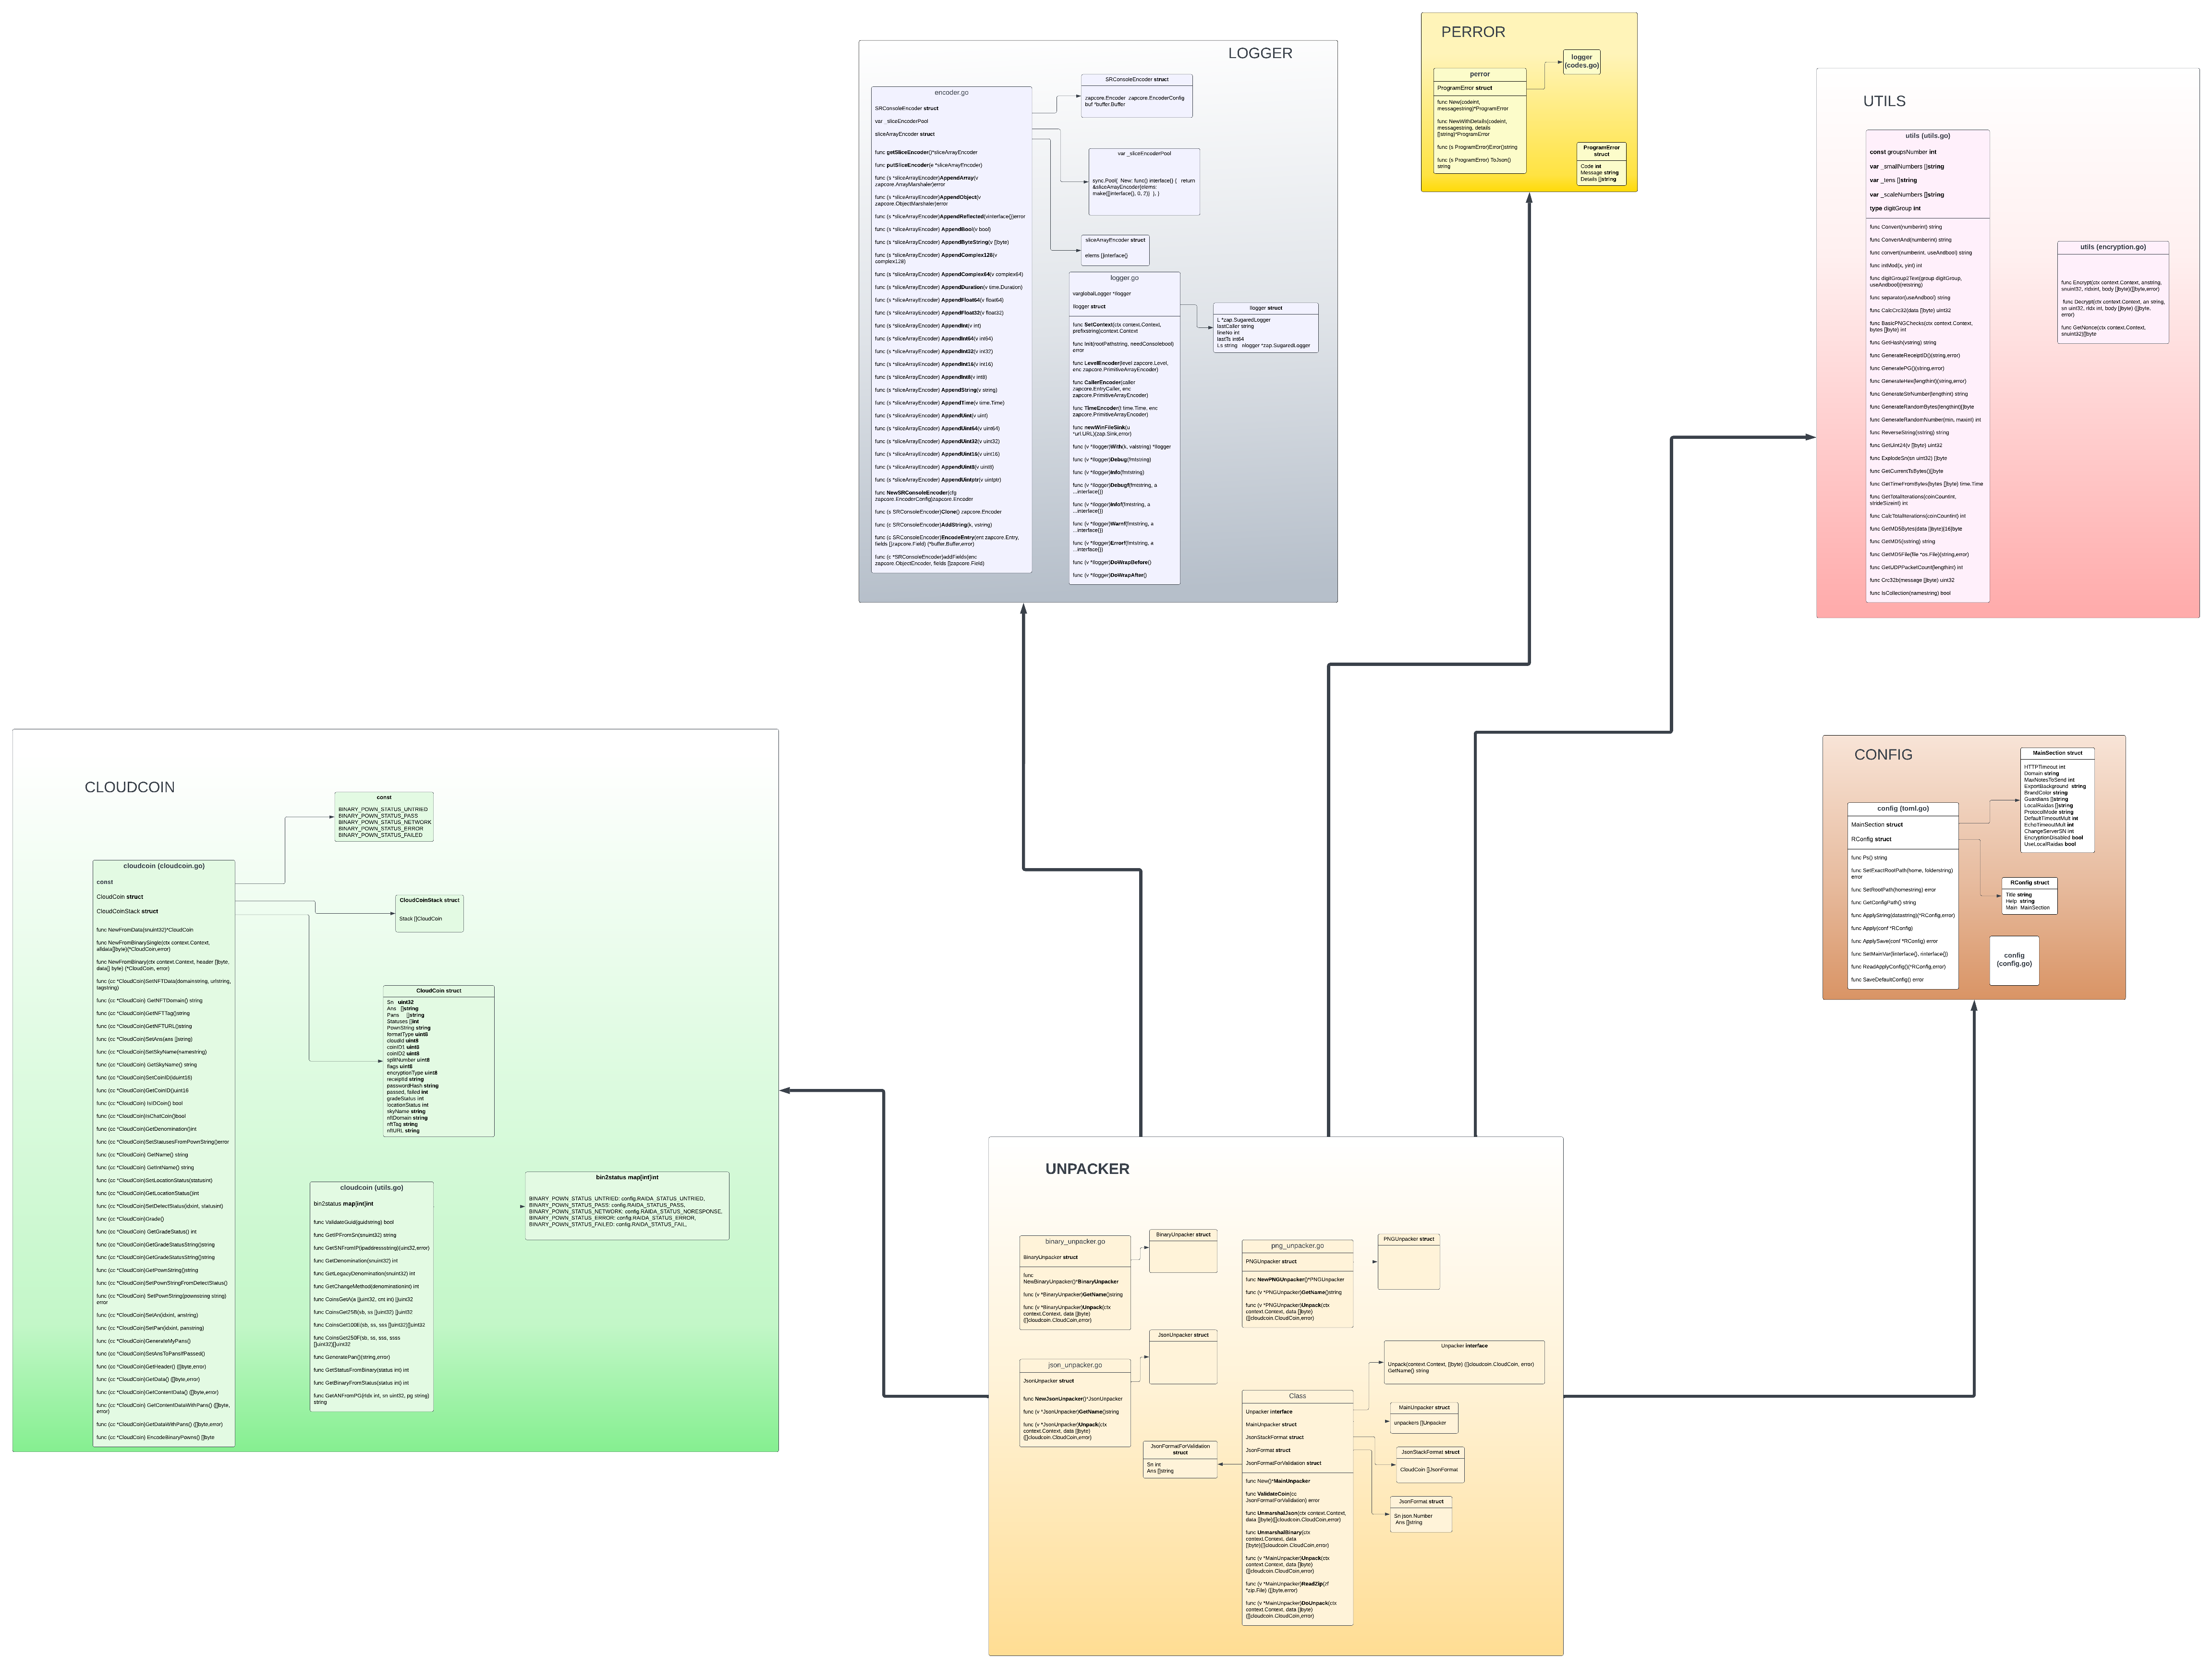 LOGGER
encoder.go
SRConsoleEncoder struct
var _sliceEncoderPool
sliceArrayEncoder struct
func getSliceEncoder()*sliceArrayEncoder
func putSliceEncoder(e *sliceArrayEncoder)
func (s *sliceArrayEncoder)AppendArray(v
zapcore.ArrayMarshaler)error
func (s *sliceArrayEncoder)AppendObject(v
zapcore.ObjectMarshaler)error
func (s *sliceArrayEncoder)AppendReflected(vinterface{})error
func (s *sliceArrayEncoder) AppendBool(v bool)
func (s *sliceArrayEncoder) AppendByteString(v []byte)
func (s *sliceArrayEncoder) AppendComplex128(v
complex128)
func (s *sliceArrayEncoder) AppendComplex64(v complex64)
func (s *sliceArrayEncoder) AppendDuration(v time.Duration)
func (s *sliceArrayEncoder) AppendFloat64(v float64)
func (s *sliceArrayEncoder) AppendFloat32(v float32)
func (s *sliceArrayEncoder) AppendInt(v int)
func (s *sliceArrayEncoder) AppendInt64(v int64)
func (s *sliceArrayEncoder) AppendInt32(v int32)
func (s *sliceArrayEncoder) AppendInt16(v int16)
func (s *sliceArrayEncoder) AppendInt8(v int8)
func (s *sliceArrayEncoder) AppendString(v string)
func (s *sliceArrayEncoder) AppendTime(v time.Time)
func (s *sliceArrayEncoder) AppendUint(v uint)
func (s *sliceArrayEncoder) AppendUint64(v uint64)
func (s *sliceArrayEncoder) AppendUint32(v uint32)
func (s *sliceArrayEncoder) AppendUint16(v uint16)
func (s *sliceArrayEncoder) AppendUint8(v uint8)
func (s *sliceArrayEncoder) AppendUintptr(v uintptr)
func NewSRConsoleEncoder(cfg
zapcore.EncoderConfig)zapcore.Encoder
func (s SRConsoleEncoder)Clone() zapcore.Encoder
func (c SRConsoleEncoder)AddString(k, vstring)
func (c SRConsoleEncoder)EncodeEntry(ent zapcore.Entry,
fields []zapcore.Field) (*buffer.Buffer,error)
func (c *SRConsoleEncoder)addFields(enc
zapcore.ObjectEncoder, fields []zapcore.Field)
SRConsoleEncoder struct
zapcore.Encoder zapcore.EncoderConfig
buf *buffer.Buffer
var _sliceEncoderPool
sync.Pool{ New: func() interface{} { return
&sliceArrayEncoder{elems:
make([]interface{}, 0, 2)} }, }
sliceArrayEncoder struct
elems []interface{}
logger.go
varglobalLogger *llogger
llogger struct
func SetContext(ctx context.Context,
prefixstring)context.Context
func Init(rootPathstring, needConsolebool)
error
func LevelEncoder(level zapcore.Level,
enc zapcore.PrimitiveArrayEncoder)
func CallerEncoder(caller
zapcore.EntryCaller, enc
zapcore.PrimitiveArrayEncoder)
func TimeEncoder(t time.Time, enc
zapcore.PrimitiveArrayEncoder)
func newWinFileSink(u
*url.URL)(zap.Sink,error)
func (v *llogger)With(k, valstring) *llogger
func (v *llogger)Debug(fmtstring)
func (v *llogger)Info(fmtstring)
func (v *llogger)Debugf(fmtstring, a
...interface{})
func (v *llogger)Infof(fmtstring, a
...interface{})
func (v *llogger)Warnf(fmtstring, a
...interface{})
func (v *llogger)Errorf(fmtstring, a
...interface{})
func (v *llogger)DoWrapBefore()
func (v *llogger)DoWrapAfter()
llogger struct
L *zap.SugaredLogger
lastCaller string
lineNo int
lastTs int64
Ls string nlogger *zap.SugaredLogger
PERROR
perror
ProgramError struct
func New(codeint,
messagestring)*ProgramError
func NewWithDetails(codeint,
messagestring, details
[]string)*ProgramError
func (s ProgramError)Error()string
func (s ProgramError) ToJson()
string
logger
(codes.go)
ProgramError
struct
Code int
Message string
Details []string
UTILS
utils (utils.go)
const groupsNumber int
var _smallNumbers []string
var _tens []string
var _scaleNumbers []string
type digitGroup int
func Convert(numberint) string
func ConvertAnd(numberint) string
func convert(numberint, useAndbool) string
func intMod(x, yint) int
func digitGroup2Text(group digitGroup,
useAndbool)(retstring)
func separator(useAndbool) string
func CalcCrc32(data []byte) uint32
func BasicPNGChecks(ctx context.Context,
bytes []byte) int
func GetHash(vstring) string
func GenerateReceiptID()(string,error)
func GeneratePG()(string,error)
func GenerateHex(lengthint)(string,error)
func GenerateStrNumber(lengthint) string
func GenerateRandomBytes(lengthint)[]byte
func GenerateRandomNumber(min, maxint) int
func ReverseString(sstring) string
func GetUint24(v []byte) uint32
func ExplodeSn(sn uint32) []byte
func GetCurrentTsBytes()[]byte
func GetTimeFromBytes(bytes []byte) time.Time
func GetTotalIterations(coinCountint,
strideSizeint) int
func CalcTotalIterations(coinCountint) int
func GetMD5Bytes(data []byte)[16]byte
func GetMD5(sstring) string
func GetMD5File(file *os.File)(string,error)
func GetUDPPacketCount(lengthint) int
func Crc32b(message []byte) uint32
func IsCollection(namestring) bool
utils (encryption.go)
func Encrypt(ctx context.Context, anstring,
snuint32, ridxint, body []byte)([]byte,error)
func Decrypt(ctx context.Context, an string,
sn uint32, ridx int, body []byte) ([]byte,
error)
func GetNonce(ctx context.Context,
snuint32)[]byte
CLOUDCOIN
cloudcoin (cloudcoin.go)
const
CloudCoin struct
CloudCoinStack struct
func NewFromData(snuint32)*CloudCoin
func NewFromBinarySingle(ctx context.Context,
alldata[]byte)(*CloudCoin,error)
func NewFromBinary(ctx context.Context, header []byte,
data[] byte) (*CloudCoin, error)
func (cc *CloudCoin)SetNFTData(domainstring, urlstring,
tagstring)
func (cc *CloudCoin) GetNFTDomain() string
func (cc *CloudCoin)GetNFTTag()string
func (cc *CloudCoin)GetNFTURL()string
func (cc *CloudCoin)SetAns(ans []string)
func (cc *CloudCoin)SetSkyName(namestring)
func (cc *CloudCoin) GetSkyName() string
func (cc *CloudCoin)SetCoinID(iduint16)
func (cc *CloudCoin)GetCoinID()uint16
func (cc *CloudCoin) IsIDCoin() bool
func (cc *CloudCoin)IsChatCoin()bool
func (cc *CloudCoin)GetDenomination()int
func (cc *CloudCoin)SetStatusesFromPownString()error
func (cc *CloudCoin) GetName() string
func (cc *CloudCoin) GetIntName() string
func (cc *CloudCoin)SetLocationStatus(statusint)
func (cc *CloudCoin)GetLocationStatus()int
func (cc *CloudCoin)SetDetectStatus(idxint, statusint)
func (cc *CloudCoin)Grade()
func (cc *CloudCoin) GetGradeStatus() int
func (cc *CloudCoin)GetGradeStatusString()string
func (cc *CloudCoin)GetGradeStatusString()string
func (cc *CloudCoin)GetPownString()string
func (cc *CloudCoin)SetPownStringFromDetectStatus()
func (cc *CloudCoin) SetPownString(pownstring string)
error
func (cc *CloudCoin)SetAn(idxint, anstring)
func (cc *CloudCoin)SetPan(idxint, panstring)
func (cc *CloudCoin)GenerateMyPans()
func (cc *CloudCoin)SetAnsToPansIfPassed()
func (cc *CloudCoin)GetHeader() ([]byte,error)
func (cc *CloudCoin)GetData() ([]byte,error)
func (cc *CloudCoin)GetContentData() ([]byte,error)
func (cc *CloudCoin) GetContentDataWithPans() ([]byte,
error)
func (cc *CloudCoin)GetDataWithPans() ([]byte,error)
func (cc *CloudCoin) EncodeBinaryPowns() []byte
const
BINARY_POWN_STATUS_UNTRIED
BINARY_POWN_STATUS_PASS
BINARY_POWN_STATUS_NETWORK
BINARY_POWN_STATUS_ERROR
BINARY_POWN_STATUS_FAILED
CloudCoinStack struct
Stack []CloudCoin
CloudCoin struct
Sn uint32
Ans []string
Pans []string
Statuses []int
PownString string
formatType uint8
cloudId uint8
coinID1 uint8
coinID2 uint8
splitNumber uint8
flags uint8
encryptionType uint8
receiptId string
passwordHash string
passed, failed int
gradeStatus int
locationStatus int
skyName string
nftDomain string
nftTag string
nftURL string
cloudcoin (utils.go)
bin2status map[int]int
func ValidateGuid(guidstring) bool
func GetIPFromSn(snuint32) string
func GetSNFromIP(ipaddressstring)(uint32,error)
func GetDenomination(snuint32) int
func GetLegacyDenomination(snuint32) int
func GetChangeMethod(denominationint) int
func CoinsGetA(a []uint32, cnt int) []uint32
func CoinsGet25B(sb, ss []uint32) []uint32
func CoinsGet100E(sb, ss, sss []uint32)[]uint32
func CoinsGet250F(sb, ss, sss, ssss
[]uint32)[]uint32
func GeneratePan()(string,error)
func GetStatusFromBinary(status int) int
func GetBinaryFromStatus(status int) int
func GetANFromPG(ridx int, sn uint32, pg string)
string
bin2status map[int]int
BINARY_POWN_STATUS_UNTRIED: config.RAIDA_STATUS_UNTRIED,
BINARY_POWN_STATUS_PASS: config.RAIDA_STATUS_PASS,
BINARY_POWN_STATUS_NETWORK: config.RAIDA_STATUS_NORESPONSE,
BINARY_POWN_STATUS_ERROR: config.RAIDA_STATUS_ERROR,
BINARY_POWN_STATUS_FAILED: config.RAIDA_STATUS_FAIL,
CONFIG
config (toml.go)
MainSection struct
RConfig struct
func Ps() string
func SetExactRootPath(home, folderstring)
error
func SetRootPath(homestring) error
func GetConfigPath() string
func ApplyString(datastring)(*RConfig,error)
func Apply(conf *RConfig)
func ApplySave(conf *RConfig) error
func SetMainVar(linterface{}, rinterface{})
func ReadApplyConfig()(*RConfig,error)
func SaveDefaultConfig() error
MainSection struct
HTTPTimeout int
Domain string
MaxNotesToSend int
ExportBackground string
BrandColor string
Guardians []string
LocalRaidas []string
ProtocolMode string
DefaultTimeoutMult int
EchoTimeoutMult int
ChangeServerSN int
EncryptionDisabled bool
UseLocalRaidas bool
RConfig struct
Title string
Help string
Main MainSection
config
(config.go)
UNPACKER
binary_unpacker.go
BinaryUnpacker struct
func
NewBinaryUnpacker()*BinaryUnpacker
func (v *BinaryUnpacker)GetName()string
func (v *BinaryUnpacker)Unpack(ctx
context.Context, data []byte)
([]cloudcoin.CloudCoin,error)
BinaryUnpacker struct
png_unpacker.go
PNGUnpacker struct
func NewPNGUnpacker()*PNGUnpacker
func (v *PNGUnpacker)GetName()string
func (v *PNGUnpacker)Unpack(ctx
context.Context, data []byte)
([]cloudcoin.CloudCoin,error)
PNGUnpacker struct
json_unpacker.go
JsonUnpacker struct
func NewJsonUnpacker()*JsonUnpacker
func (v *JsonUnpacker)GetName()string
func (v *JsonUnpacker)Unpack(ctx
context.Context, data []byte)
([]cloudcoin.CloudCoin,error)
JsonUnpacker struct
Unpacker interface
Unpack(context.Context, []byte) ([]cloudcoin.CloudCoin, error)
GetName() string
Class
Unpacker interface
MainUnpacker struct
JsonStackFormat struct
JsonFormat struct
JsonFormatForValidation struct
func New()*MainUnpacker
func ValidateCoin(cc
JsonFormatForValidation) error
func UnmarshalJson(ctx context.Context,
data []byte)([]cloudcoin.CloudCoin,error)
func UnmarshalBinary(ctx
context.Context, data
[]byte)([]cloudcoin.CloudCoin,error)
func (v *MainUnpacker)Unpack(ctx
context.Context, data []byte)
([]cloudcoin.CloudCoin,error)
func (v *MainUnpacker)ReadZip(zf
*zip.File) ([]byte,error)
func (v *MainUnpacker)DoUnpack(ctx
context.Context, data []byte)
([]cloudcoin.CloudCoin,error)
MainUnpacker struct
unpackers []Unpacker
JsonStackFormat struct
CloudCoin []JsonFormat
JsonFormat struct
Sn json.Number
Ans []string
JsonFormatForValidation
struct
Sn int
Ans []string